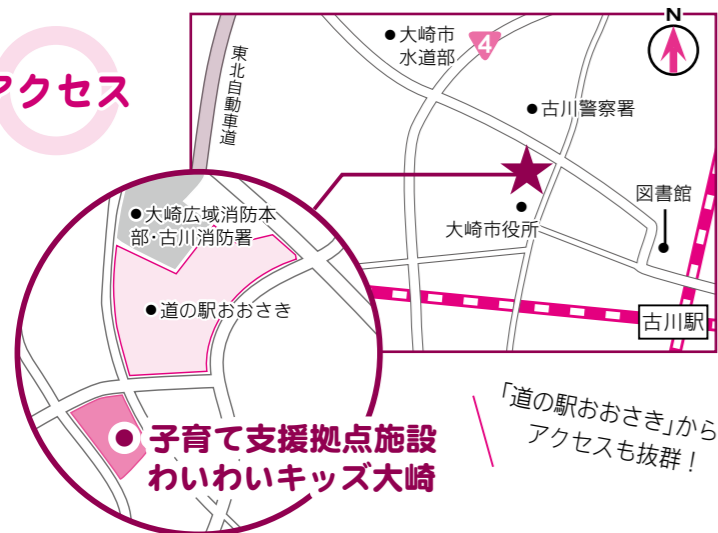 アクセス
東北自動車道
大崎市
水道部
4
N
古川警察署
図書館
大崎市役所
古川駅
大崎広域消防本
部・古川消防署
道の駅おおさき
子育て支援拠点施設
わいわいキッズ大崎
「道の駅おおさき」から
アクセスも抜群!